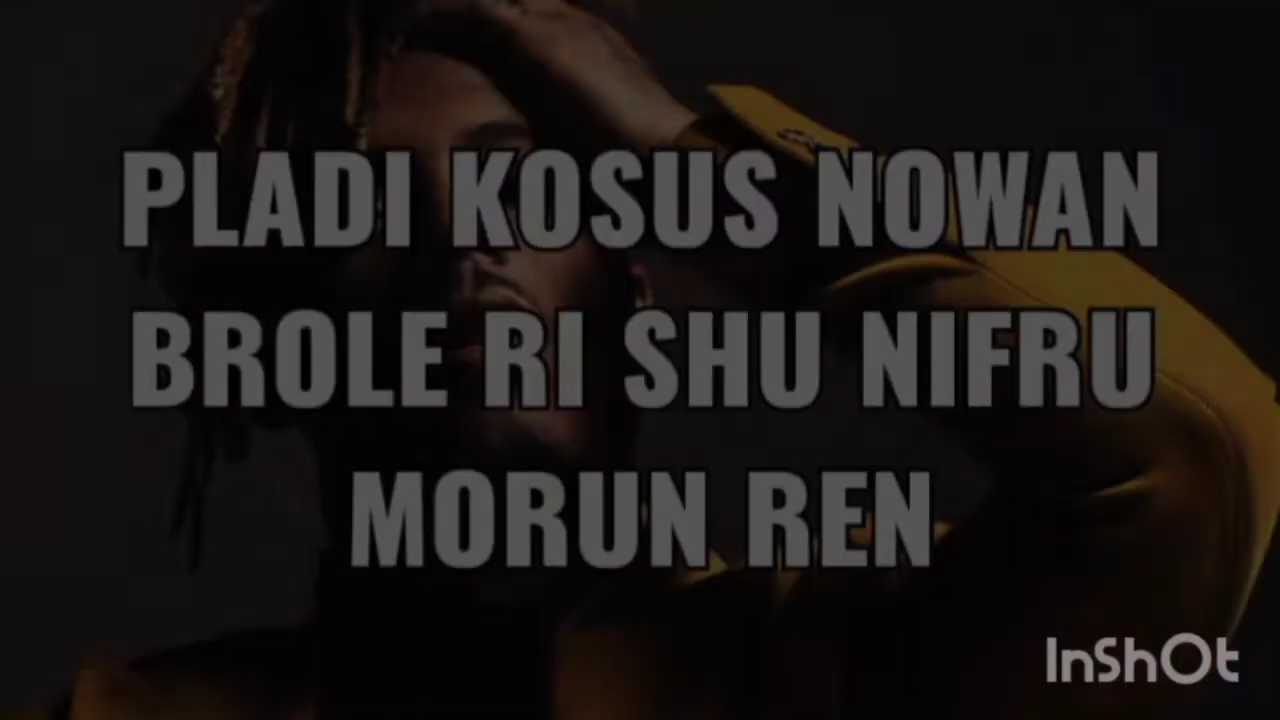 PLADI KOSUS NOWAN
BROLE RI SHU NIFRU
MORUN REN
InShOt